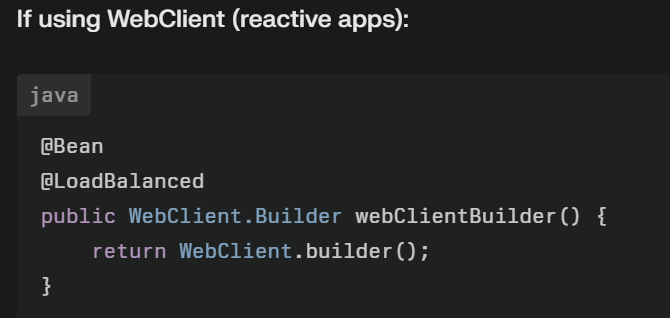 If using WebClient (reactive apps):
java
@Bean
@LoadBalanced
public WebClient.Builder webClientBuilder() {
    return WebClient.builder();
}